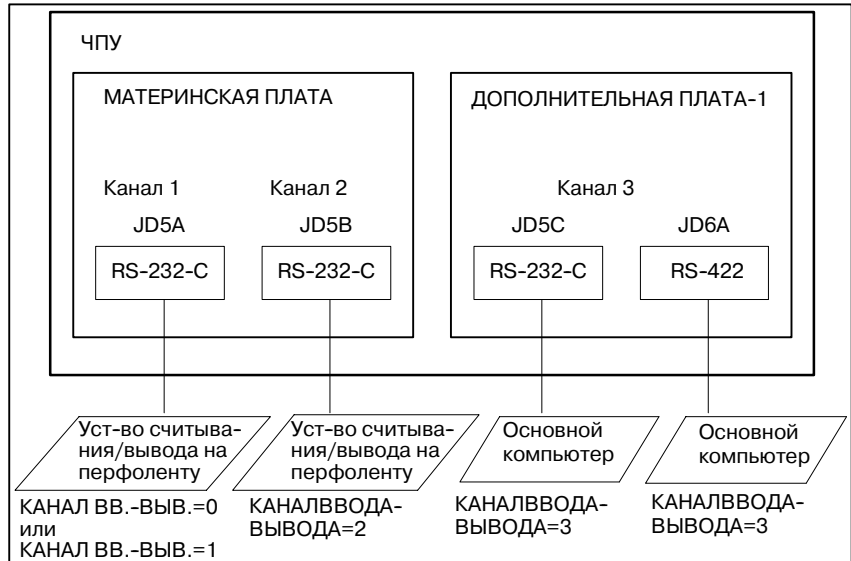 ЧПУ
МАТЕРИНСКАЯ ПЛАТА
ДОПОЛНИТЕЛЬНАЯ ПЛАТА-1
Канал 1
Канал 2
Канал 3
JD5A
JD5B
JD5C
JD6A
RS-232-C
RS-232-C
RS-232-C
RS-422
Уст-во считыва-
ния/вывода на
перфоленту
Уст-во считыва-
ния/вывода на
перфоленту
Основной
компьютер
Основной
компьютер
КАНАЛ ВВ.-ВЫВ.=0
или
КАНАЛ ВВ.-ВЫВ.=1
КАНАЛВВОДА-
ВЫВОДА=2
КАНАЛВВОДА-
ВЫВОДА=3
КАНАЛВВОДА-
ВЫВОДА=3